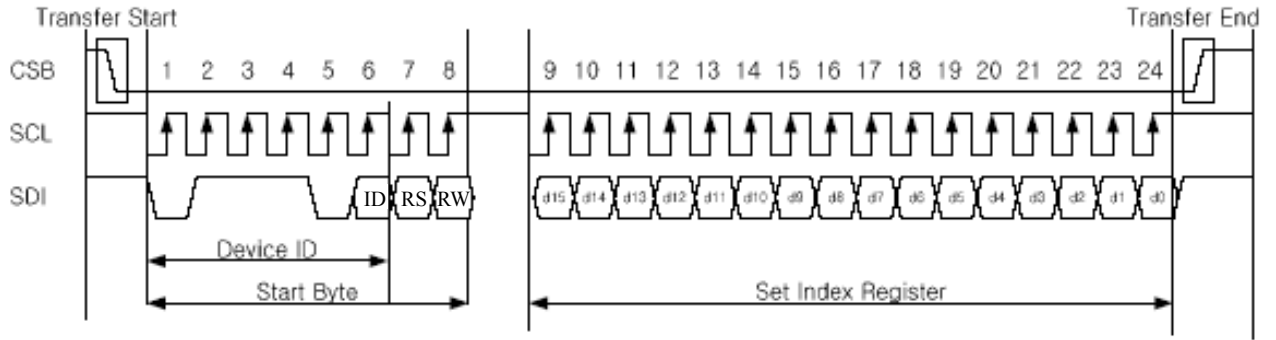 Transfer Start Transfer End
CSB 1 2 3 4 5 6 7 8 9 10 11 12 13 14 15 16 17 18 19 20 21 22 23 24
SCL
SDI ID RS RW d15 d14 d13 d12 d11 d10 d9 d8 d7 d6 d5 d4 d3 d2 d1 d0
Device ID
Start Byte Set Index Register